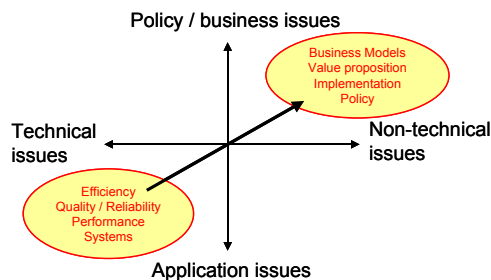 Policy / business issues
Business Models
Value proposition
Implementation
Policy
Technical
issues
Non-technical
issues
Efficiency
Quality / Reliability
Performance
Systems
Application issues